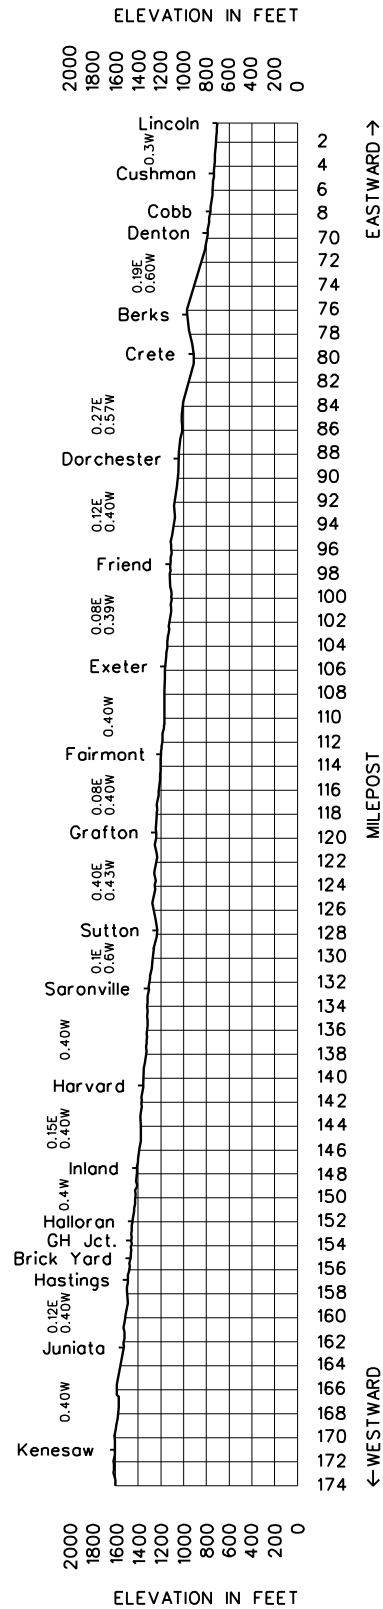 ELEVATION IN FEET
2000 1800 1600 1400 1200 1000 800 600 400 200 0
Lincoln
EASTWARD →
0.3W
2
4
Cushman
6
Cobb
8
Denton
70
72
0.19E
0.60W
74
Berks
76
78
Crete
80
82
84
0.27E
0.57W
86
Dorchester
88
90
92
0.12E
0.40W
94
96
Friend
98
100
0.08E
0.39W
102
104
Exeter
106
108
0.40W
110
112
Fairmont
114
MILEPOST
116
0.08E
0.40W
118
Grafton
120
122
0.40E
0.43W
124
126
Sutton
128
0.1E
0.6W
130
132
Saronville
134
0.40W
136
138
140
Harvard
142
0.15E
0.40W
144
146
Inland
148
0.4W
150
Halloran
152
GH Jct.
154
Brick Yard
156
Hastings
158
0.12E
0.40W
160
162
Juniata
164
166
0.40W
168
170
Kenesaw
172
174
← WESTWARD
2000 1800 1600 1400 1200 1000 800 600 400 200 0
ELEVATION IN FEET